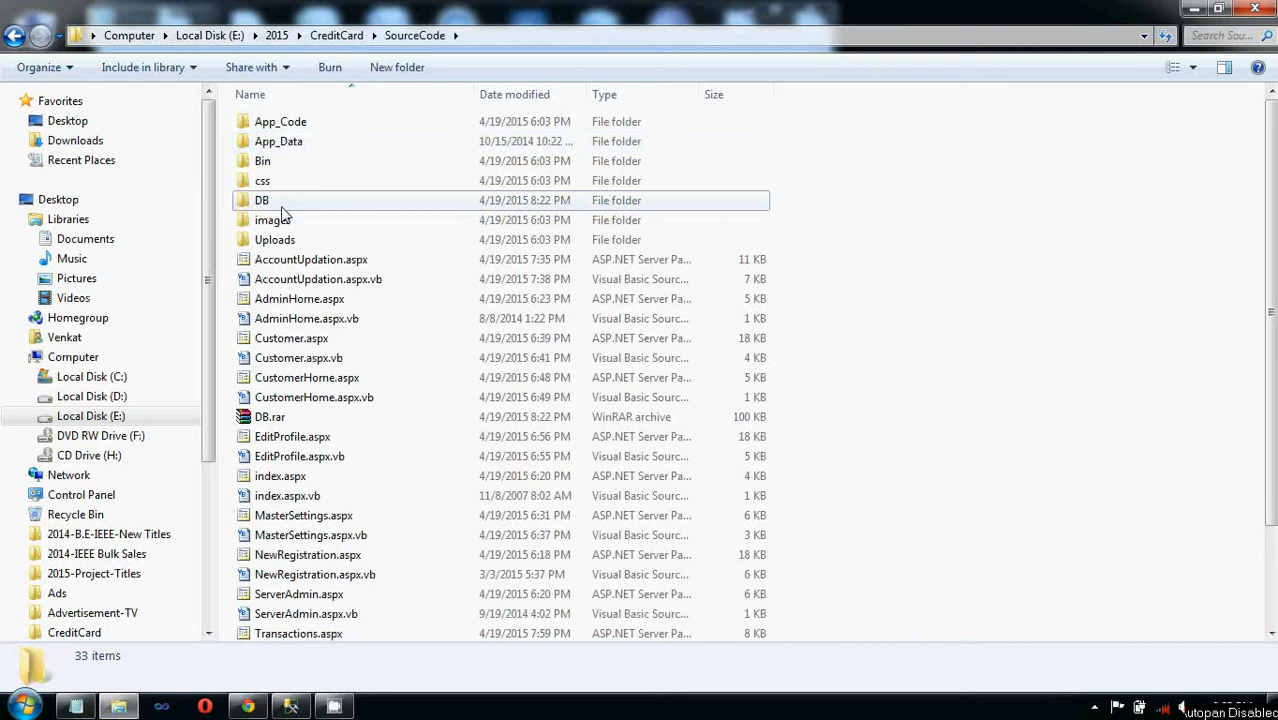 Computer Local Disk (E:) 2015 CreditCard SourceCode Search Sou...
Organize Include in library Share with Burn New folder
Name Date modified Type Size
Favorites
Desktop
Downloads
Recent Places
Desktop
Libraries
Documents
Music
Pictures
Videos
Homegroup
Venkat
Computer
Local Disk (C:)
Local Disk (D:)
Local Disk (E:)
DVD RW Drive (F:)
CD Drive (H:)
Network
Control Panel
Recycle Bin
2014-B.E-IEEE-New Titles
2014-IEEE Bulk Sales
2015-Project-Titles
Ads
Advertisement-TV
CreditCard
App_Code 4/19/2015 6:03 PM File folder
App_Data 10/15/2014 10:22 ... File folder
Bin 4/19/2015 6:03 PM File folder
css 4/19/2015 6:03 PM File folder
DB 4/19/2015 8:22 PM File folder
images 4/19/2015 6:03 PM File folder
Uploads 4/19/2015 6:03 PM File folder
AccountUpdation.aspx 4/19/2015 7:35 PM ASP.NET Server Pa... 11 KB
AccountUpdation.aspx.vb 4/19/2015 7:38 PM Visual Basic Sourc... 7 KB
AdminHome.aspx 4/19/2015 6:23 PM ASP.NET Server Pa... 5 KB
AdminHome.aspx.vb 8/8/2014 1:22 PM Visual Basic Sourc... 1 KB
Customer.aspx 4/19/2015 6:39 PM ASP.NET Server Pa... 18 KB
Customer.aspx.vb 4/19/2015 6:41 PM Visual Basic Sourc... 4 KB
CustomerHome.aspx 4/19/2015 6:48 PM ASP.NET Server Pa... 5 KB
CustomerHome.aspx.vb 4/19/2015 6:49 PM Visual Basic Sourc... 1 KB
DB.rar 4/19/2015 8:22 PM WinRAR archive 100 KB
EditProfile.aspx 4/19/2015 6:56 PM ASP.NET Server Pa... 18 KB
EditProfile.aspx.vb 4/19/2015 6:55 PM Visual Basic Sourc... 5 KB
index.aspx 4/19/2015 6:20 PM ASP.NET Server Pa... 4 KB
index.aspx.vb 11/8/2007 8:02 AM Visual Basic Sourc... 1 KB
MasterSettings.aspx 4/19/2015 6:31 PM ASP.NET Server Pa... 6 KB
MasterSettings.aspx.vb 4/19/2015 6:37 PM Visual Basic Sourc... 3 KB
NewRegistration.aspx 4/19/2015 6:18 PM ASP.NET Server Pa... 18 KB
NewRegistration.aspx.vb 3/3/2015 5:37 PM Visual Basic Sourc... 6 KB
ServerAdmin.aspx 4/19/2015 6:20 PM ASP.NET Server Pa... 6 KB
ServerAdmin.aspx.vb 9/19/2014 4:02 PM Visual Basic Sourc... 1 KB
Transactions.aspx 4/19/2015 7:59 PM ASP.NET Server Pa... 8 KB
33 items
utopan Disabled